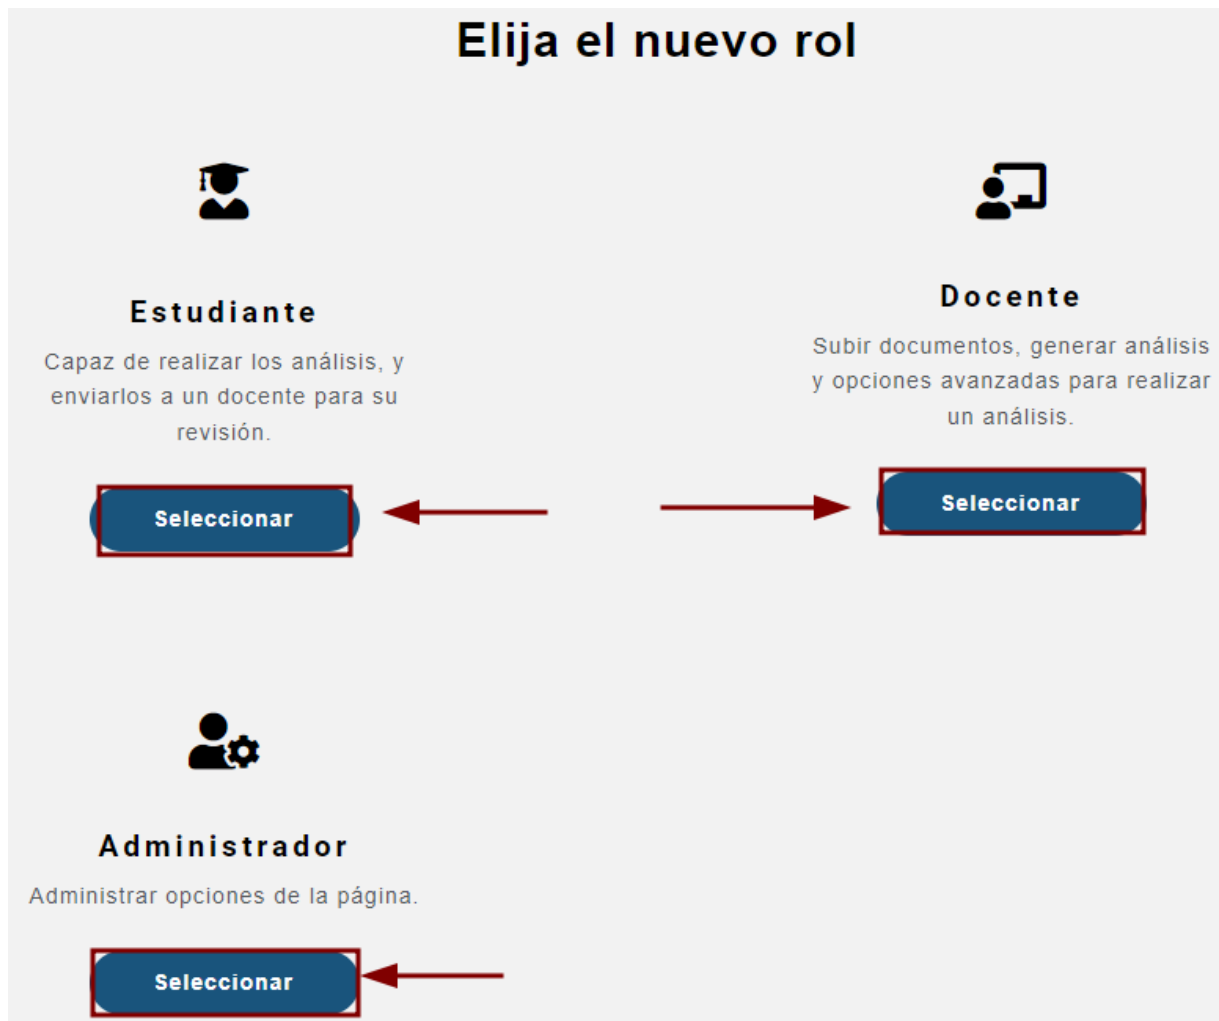 Elija el nuevo rol
Estudiante
Capaz de realizar los análisis, y
enviarlos a un docente para su
revisión.
Seleccionar
Docente
Subir documentos, generar análisis
y opciones avanzadas para realizar
un análisis.
Seleccionar
Administrador
Administrar opciones de la página.
Seleccionar